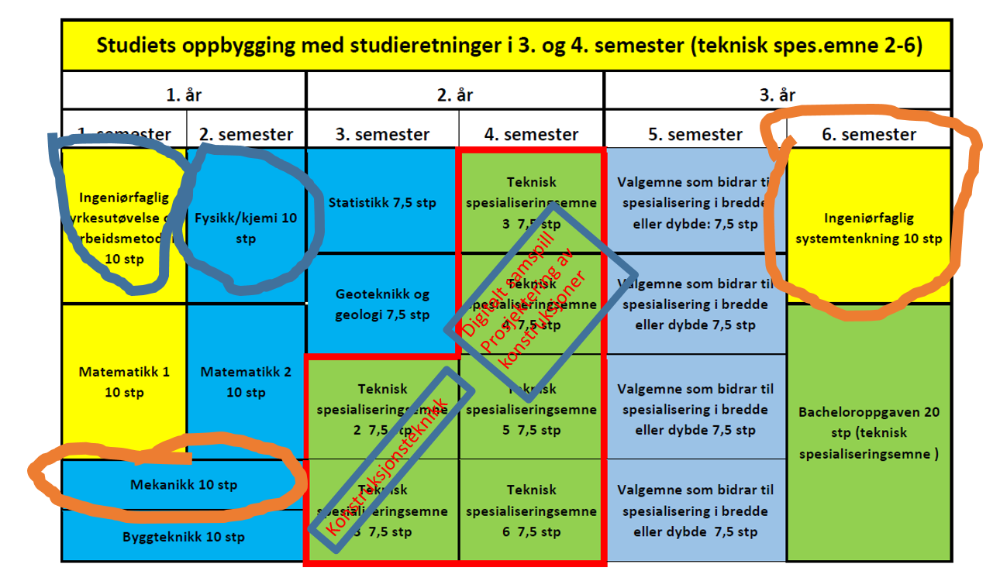 Studiets oppbygging med studieretninger i 3. og 4. semester (teknisk spes.emne 2-6)
1. år
2. år
3. år
1. semester
2. semester
3. semester
4. semester
5. semester
6. semester
Ingeniørfaglig
yrkesutøvelse
arbeidsmetoder
10 stp
Fysikk/kjemi 10
stp
Statistikk 7,5 stp
Teknisk
spesialiseringsemne
3 7,5 stp
Valgemne som bidrar til
spesialisering i bredde
eller dybde: 7,5 stp
Ingeniørfaglig
systemtenkning 10 stp
Geoteknikk og
geologi 7,5 stp
Teknisk
spesialiseringsemne
4 7,5 stp
Digitalt samspill
Prosjektering av
konstruksjoner
Valgemne som bidrar til
spesialisering i bredde
eller dybde 7,5 stp
Matematikk 1
10 stp
Matematikk 2
10 stp
Teknisk
spesialiseringsemne
2 7,5 stp
Konstruksjonsteknikk
Teknisk
spesialiseringsemne
5 7,5 stp
Valgemne som bidrar til
spesialisering i bredde
eller dybde 7,5 stp
Bacheloroppgaven 20
stp (teknisk
spesialiseringsemne )
Mekanikk 10 stp
Byggteknikk 10 stp
Teknisk
spesialiseringsemne
3 7,5 stp
Teknisk
spesialiseringsemne
6 7,5 stp
Valgemne som bidrar til
spesialisering i bredde
eller dybde 7,5 stp